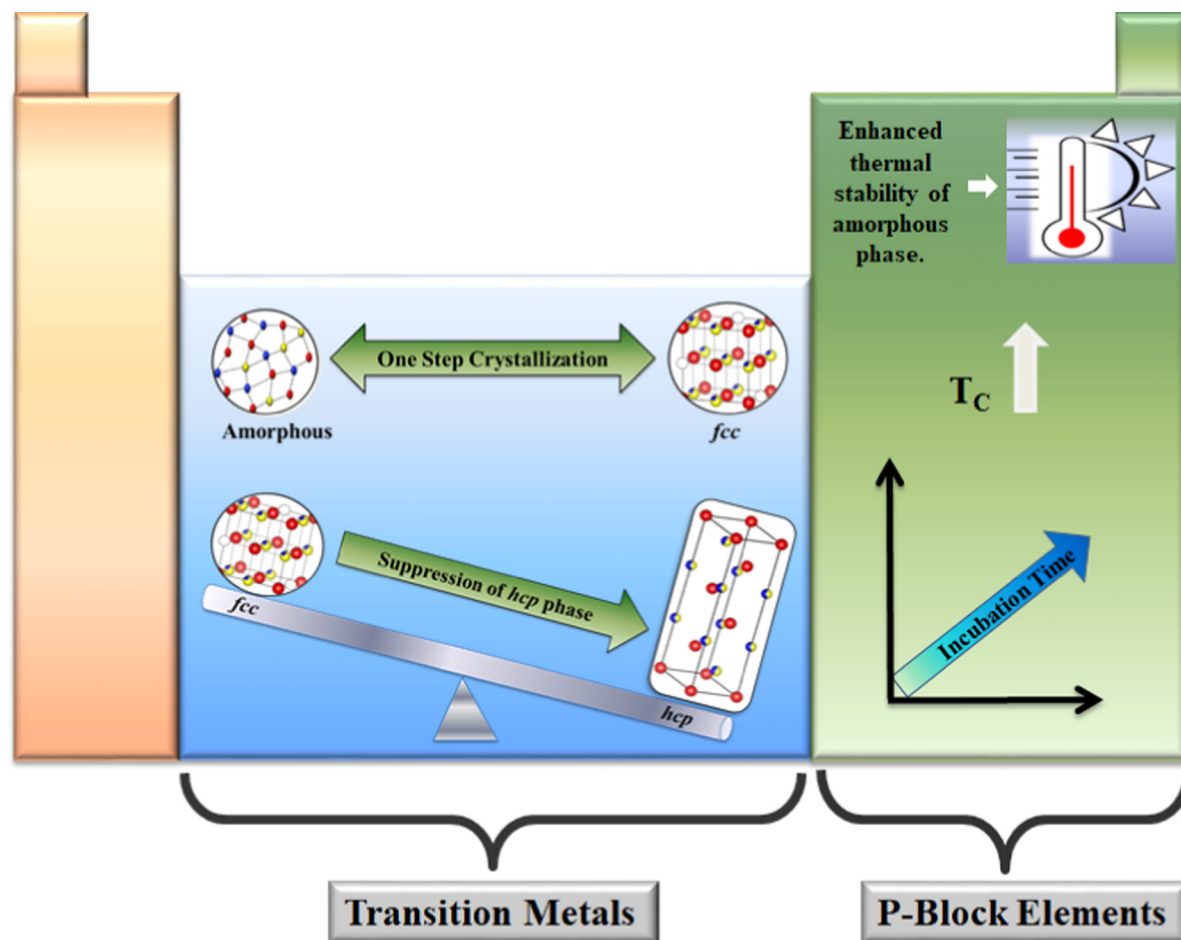 Enhanced
thermal
stability of
amorphous
phase.
One Step Crystallization
Amorphous
fcc
T_C
Suppression of hcp phase
fcc
hcp
Incubation Time
Transition Metals
P-Block Elements